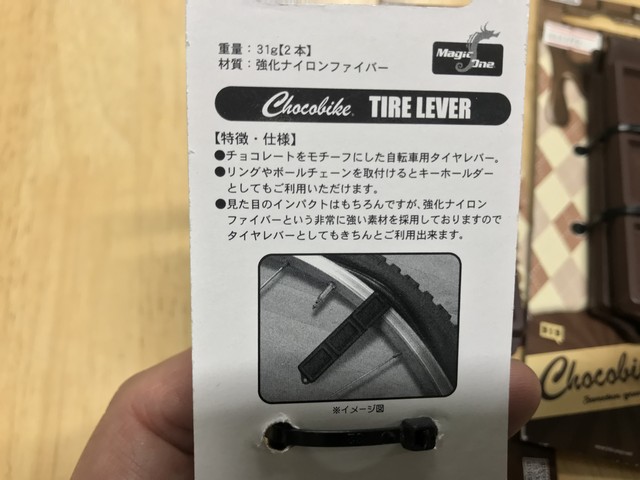 重量：31g【2本】
材質：強化ナイロンファイバー
Magic One
Chocobike. TIRE LEVER
【特徴・仕様】
●チョコレートをモチーフにした自転車用タイヤレバー。
●リングやボールチェーンを取付けるとキーホルダー
としてもご利用いただけます。
●見た目のインパクトはもちろんですが、強化ナイロン
ファイバーという非常に強い素材を採用しておりますので
タイヤレバーとしてもきちんとご利用出来ます。
※イメージ図
Chocobike